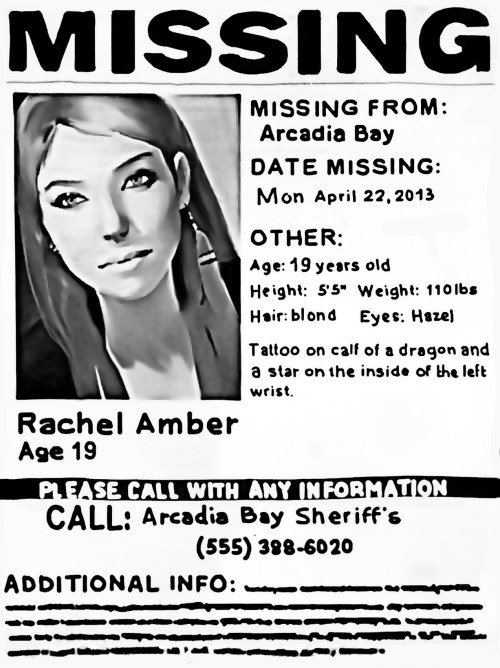 MISSING
MISSING FROM:
Arcadia Bay
DATE MISSING:
Mon April 22, 2013
OTHER:
Age: 19 years old
Height: 5'5" Weight: 110lbs
Hair: blond Eyes: Hazel
Tattoo on calf of a dragon and
a star on the inside of the left
wrist.
Rachel Amber
Age 19
PLEASE CALL WITH ANY INFORMATION
CALL: Arcadia Bay Sheriff's
(555) 388-6020
ADDITIONAL INFO: